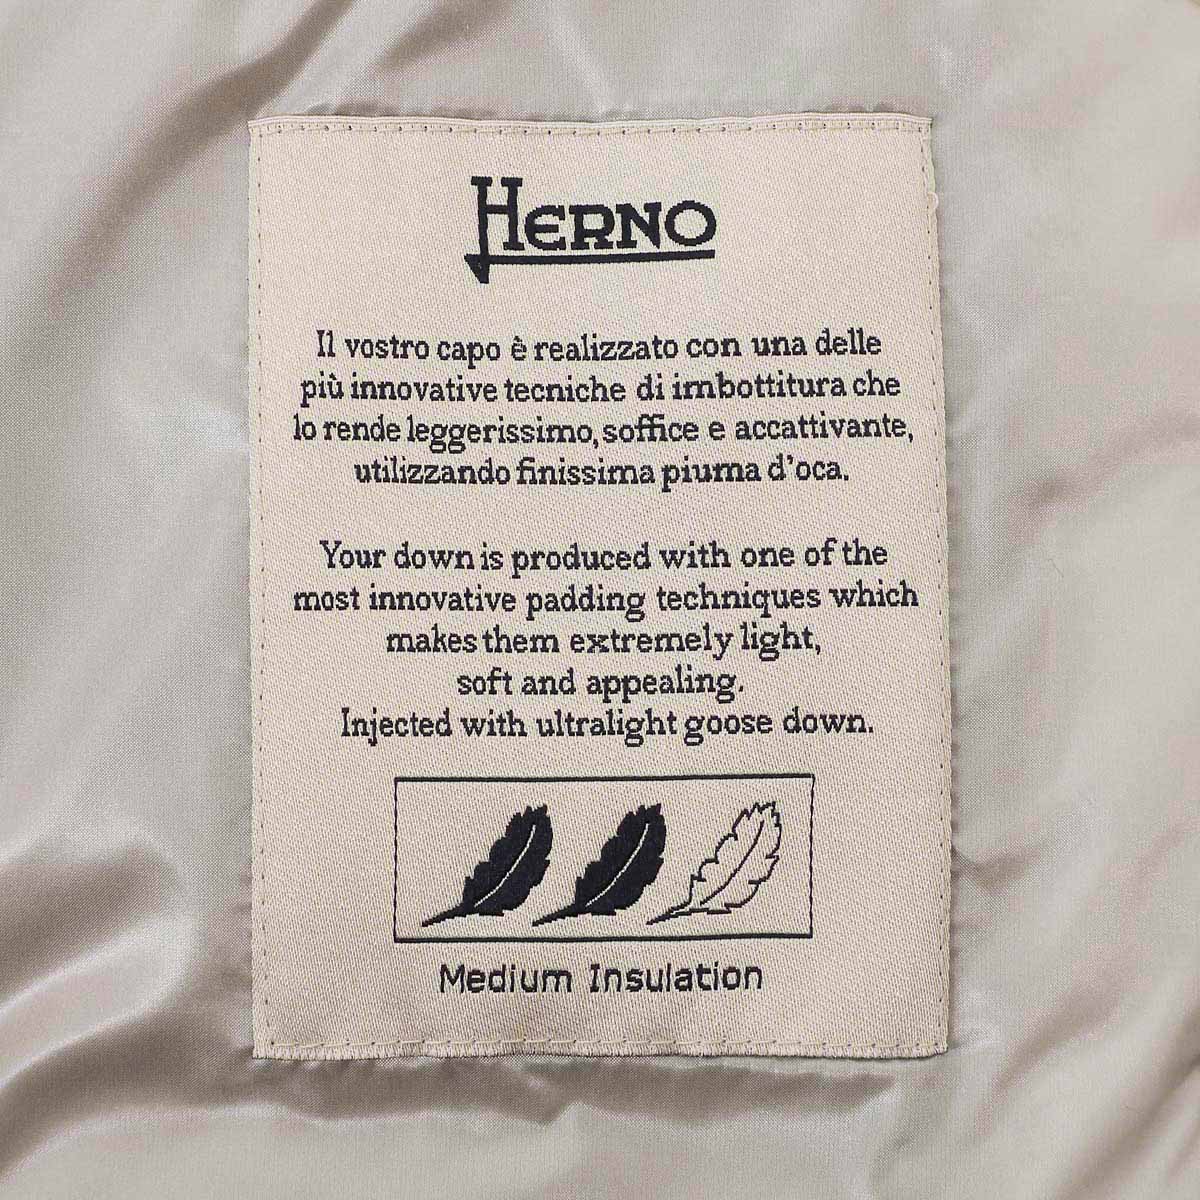 HERNO
Il vostro capo è realizzato con una delle
più innovative tecniche di imbottitura che
lo rende leggerissimo, soffice e accattivante,
utilizzando finissima piuma d'oca.
Your down is produced with one of the
most innovative padding techniques which
makes them extremely light,
soft and appealing.
Injected with ultralight goose down.
Medium Insulation